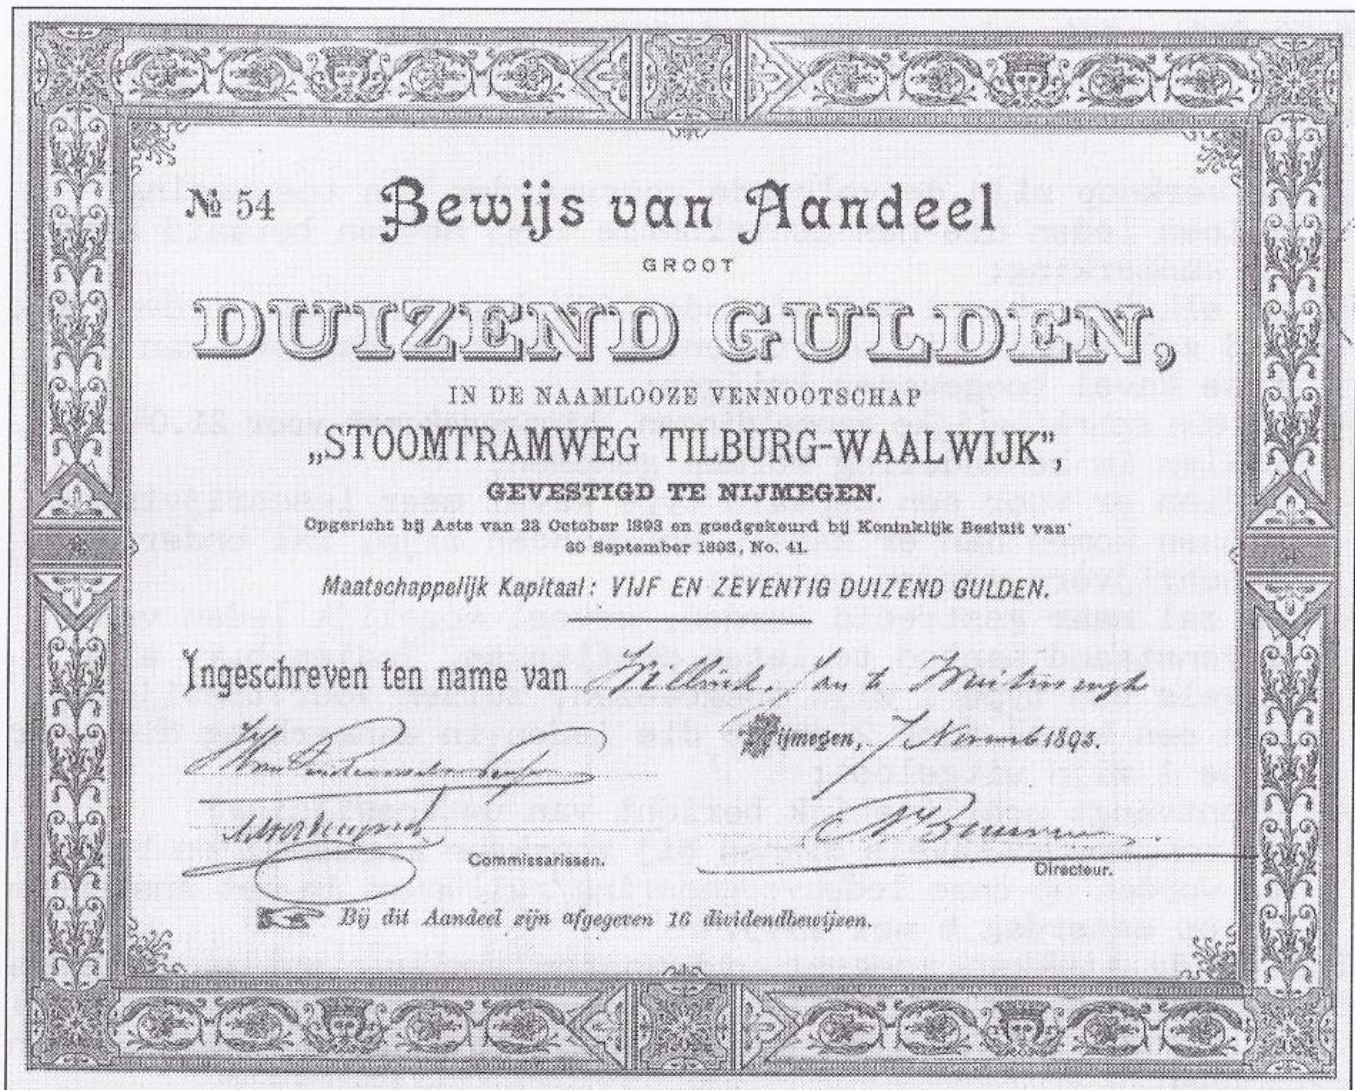 № 54
Bewijs van Aandeel
GROOT
DUIZEND GULDEN,
IN DE NAAMLOOZE VENNOOTSCHAP
„STOOMTRAMWEG TILBURG-WAALWIJK”,
GEVESTIGD TE NIJMEGEN.
Opgericht bij Acte van 23 October 1893 en goedgekeurd bij Koninklijk Besluit van
30 September 1893, No. 41.
Maatschappelijk Kapitaal: VIJF EN ZEVENTIG DUIZEND GULDEN.
Ingeschreven ten name van
Nijmegen, 7 Novemb 1893.
Commissarissen.
Directeur.
Bij dit Aandeel zijn afgegeven 16 dividendbewijzen.